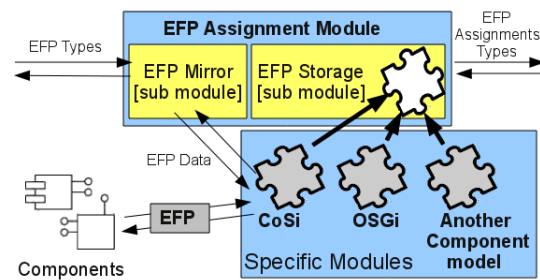 EFP Assignment Module
EFP Types
EFP
Assignments
Types
EFP Mirror
[sub module]
EFP Storage
[sub module]
EFP Data
EFP
CoSi
OSGi
Another
Component
model
Components
Specific Modules